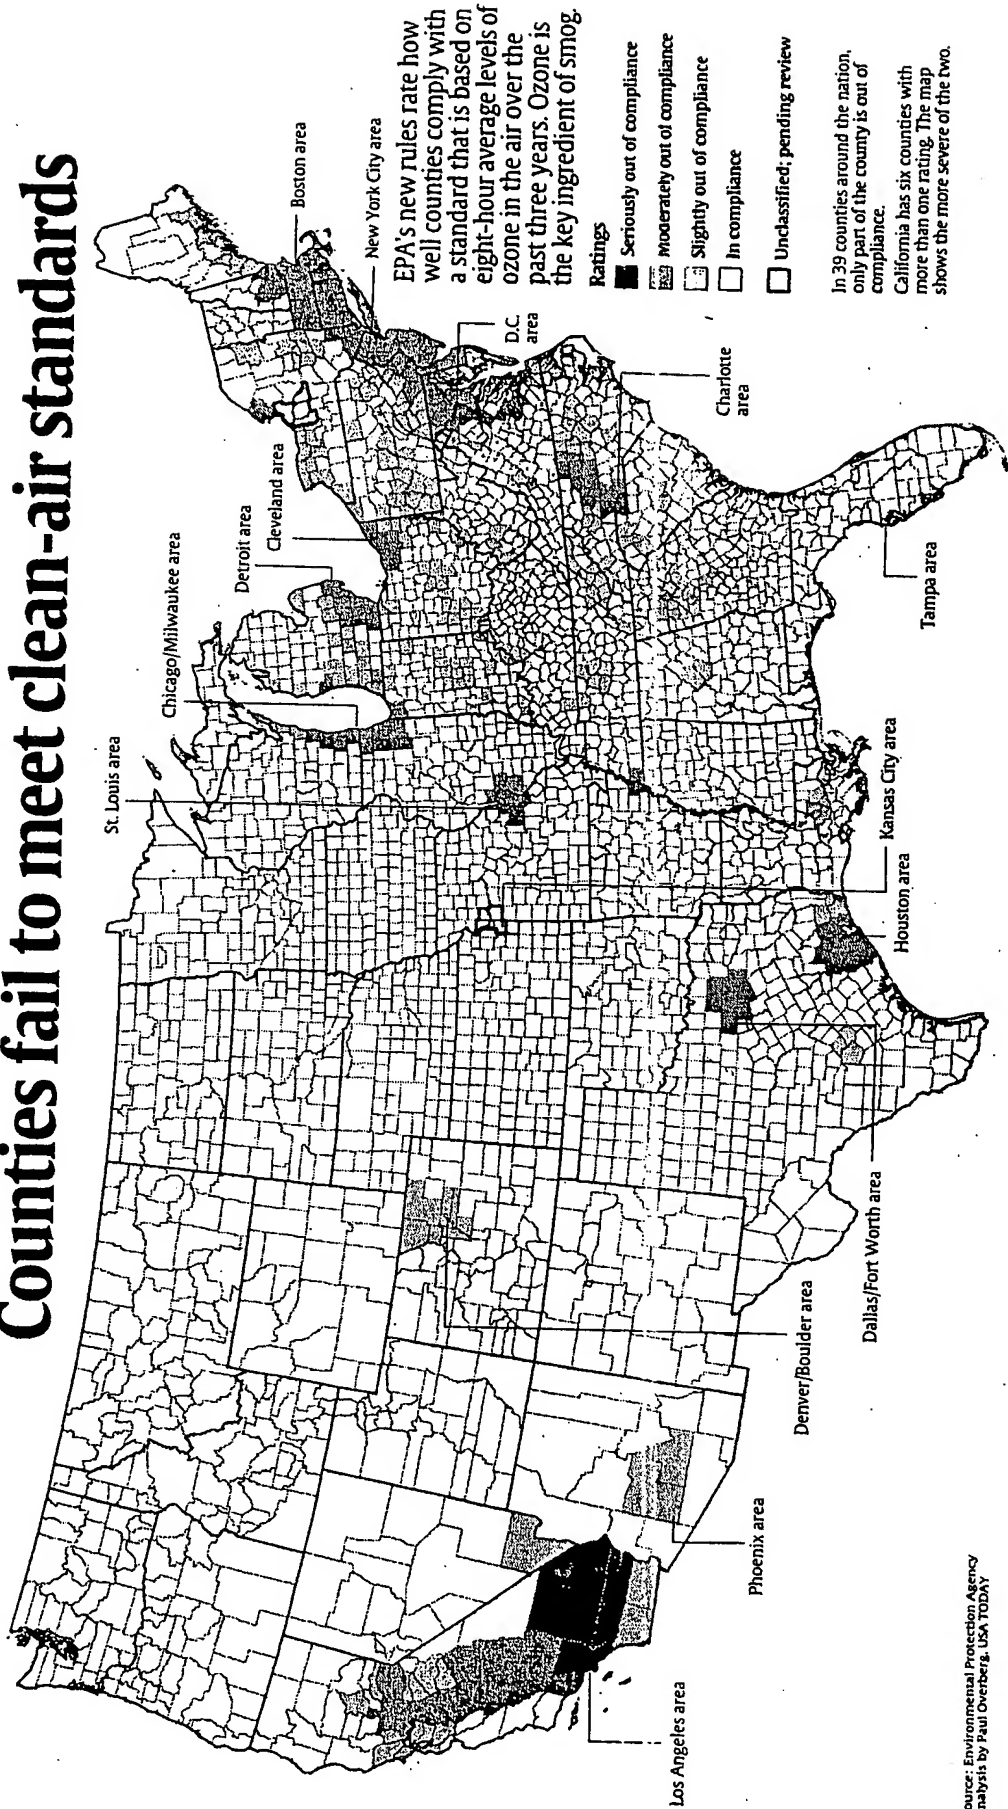 Counties fail to meet clean-air standards
EPA's new rules rate how
well counties comply with
a standard that is based on
eight-hour average levels of
ozone in the air over the
past three years. Ozone is
the key ingredient of smog.
Ratings
Seriously out of compliance
Moderately out of compliance
Slightly out of compliance
In compliance
Unclassified; pending review
In 39 counties around the nation,
only part of the county is out of
compliance.
California has six counties with
more than one rating. The map
shows the more severe of the two.
St. Louis area
Chicago/Milwaukee area
Detroit area
Cleveland area
Boston area
New York City area
D.C.
area
Charlotte
area
Tampa area
Kansas City area
Houston area
Dallas/Fort Worth area
Denver/Boulder area
Phoenix area
Los Angeles area
ource: Environmental Protection Agency
nalysis by Paul Overberg, USA TODAY